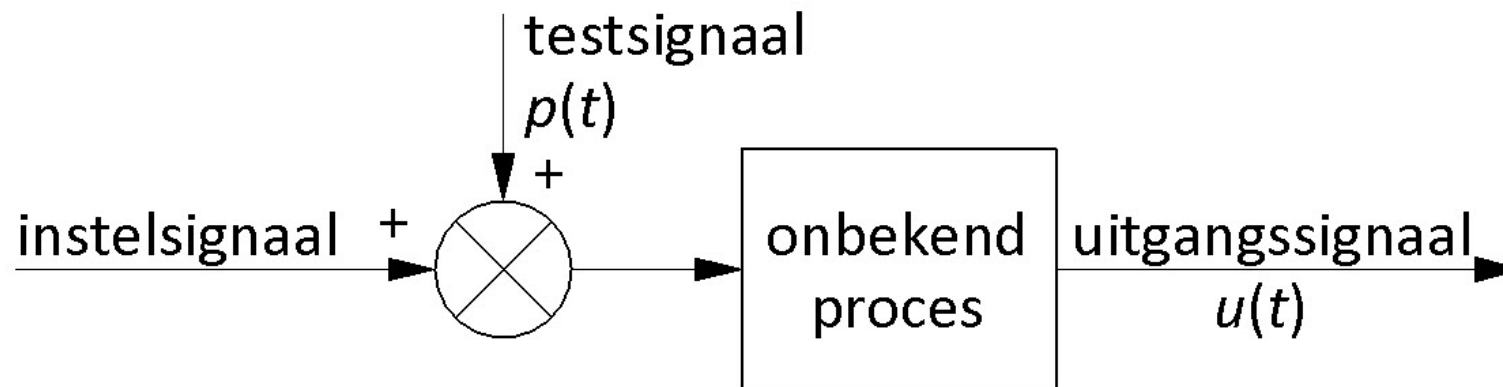 testsignaal
p(t)
+
instelsignaal
+
onbekend
proces
uitgangssignaal
u(t)